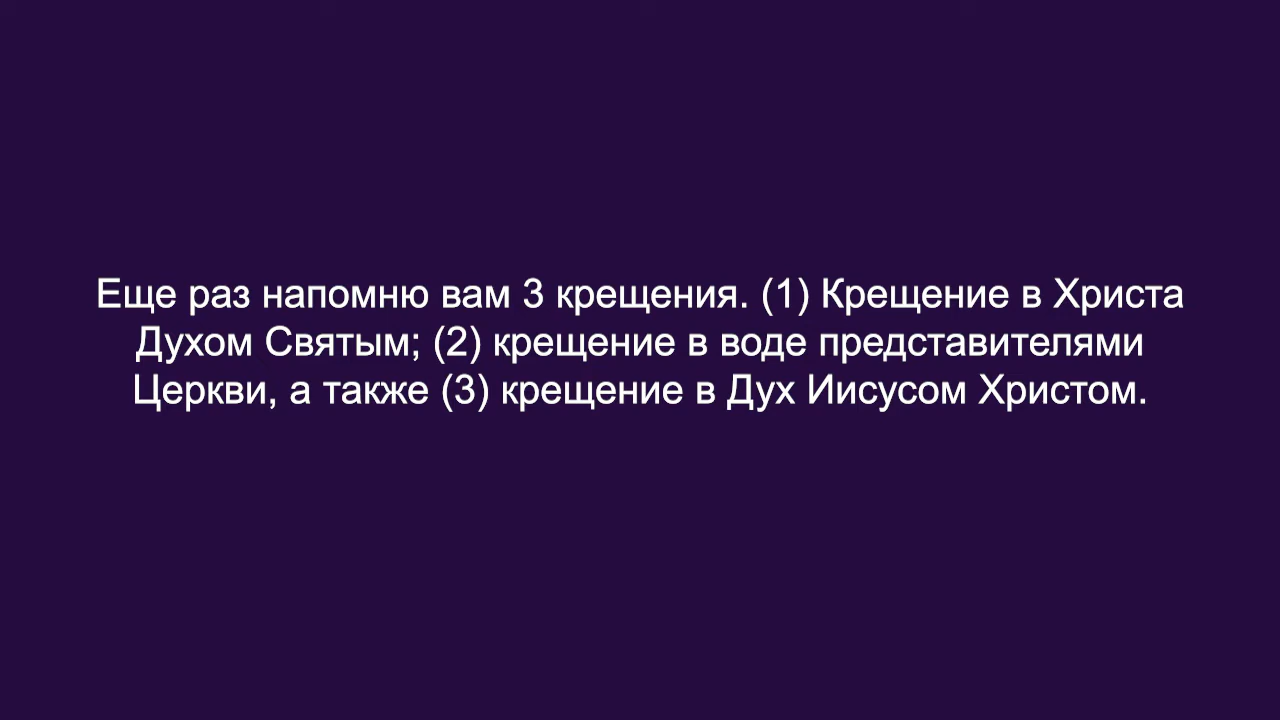 Еще раз напомню вам 3 крещения. (1) Крещение в Христа
Духом Святым; (2) крещение в воде представителями
Церкви, а также (3) крещение в Дух Иисусом Христом.